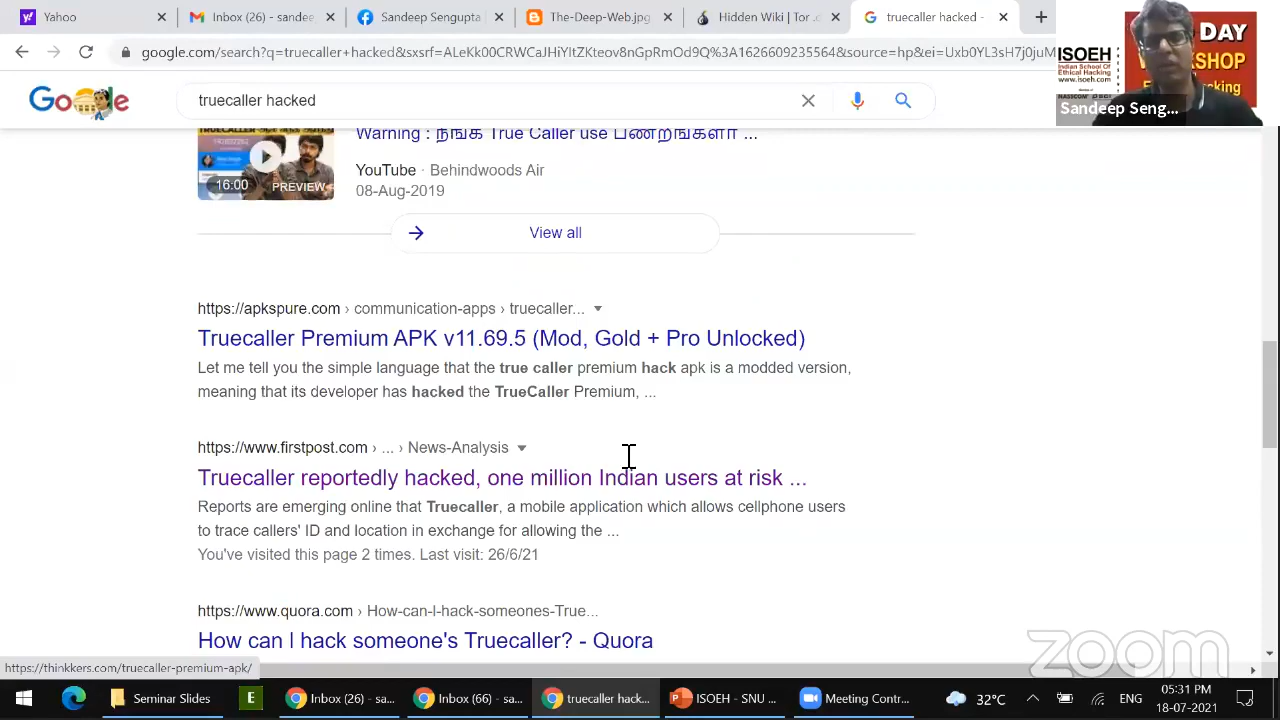 Yahoo
Inbox (26) - sent
Sandeep Sengupta
The-Deep-Web.jpg
Hidden Wiki | Tor .o
truecaller hacked -
google.com/search?q=truecaller+hacked&sxsrf=
Google
truecaller hacked
ISOEH
Indian School Of
Ethical Hacking
www.isoeh.com
DAY
Sandeep Seng...
TRUECALLER
16:00
PREVIEW
Warning : நீங்க True Caller use பண்றீங்களா ...
YouTube · Behindwoods Air
08-Aug-2019
View all
https://apkspure.com › communication-apps › truecaller...
Truecaller Premium APK v11.69.5 (Mod, Gold + Pro Unlocked)
Let me tell you the simple language that the true caller premium hack apk is a modded version,
meaning that its developer has hacked the TrueCaller Premium, ...
https://www.firstpost.com › ... › News-Analysis
Truecaller reportedly hacked, one million Indian users at risk ...
Reports are emerging online that Truecaller, a mobile application which allows cellphone users
to trace callers' ID and location in exchange for allowing the ...
You've visited this page 2 times. Last visit: 26/6/21
https://www.quora.com › How-can-I-hack-someones-True...
How can I hack someone's Truecaller? - Quora
zoom
https://thinkkers.com/truecaller-premium-apk/
Seminar Slides
E
Inbox (26) - sa...
Inbox (66) - sa...
truecaller hack...
ISOEH - SNU ...
Meeting Contr...
32°C
ENG
05:31 PM
18-07-2021